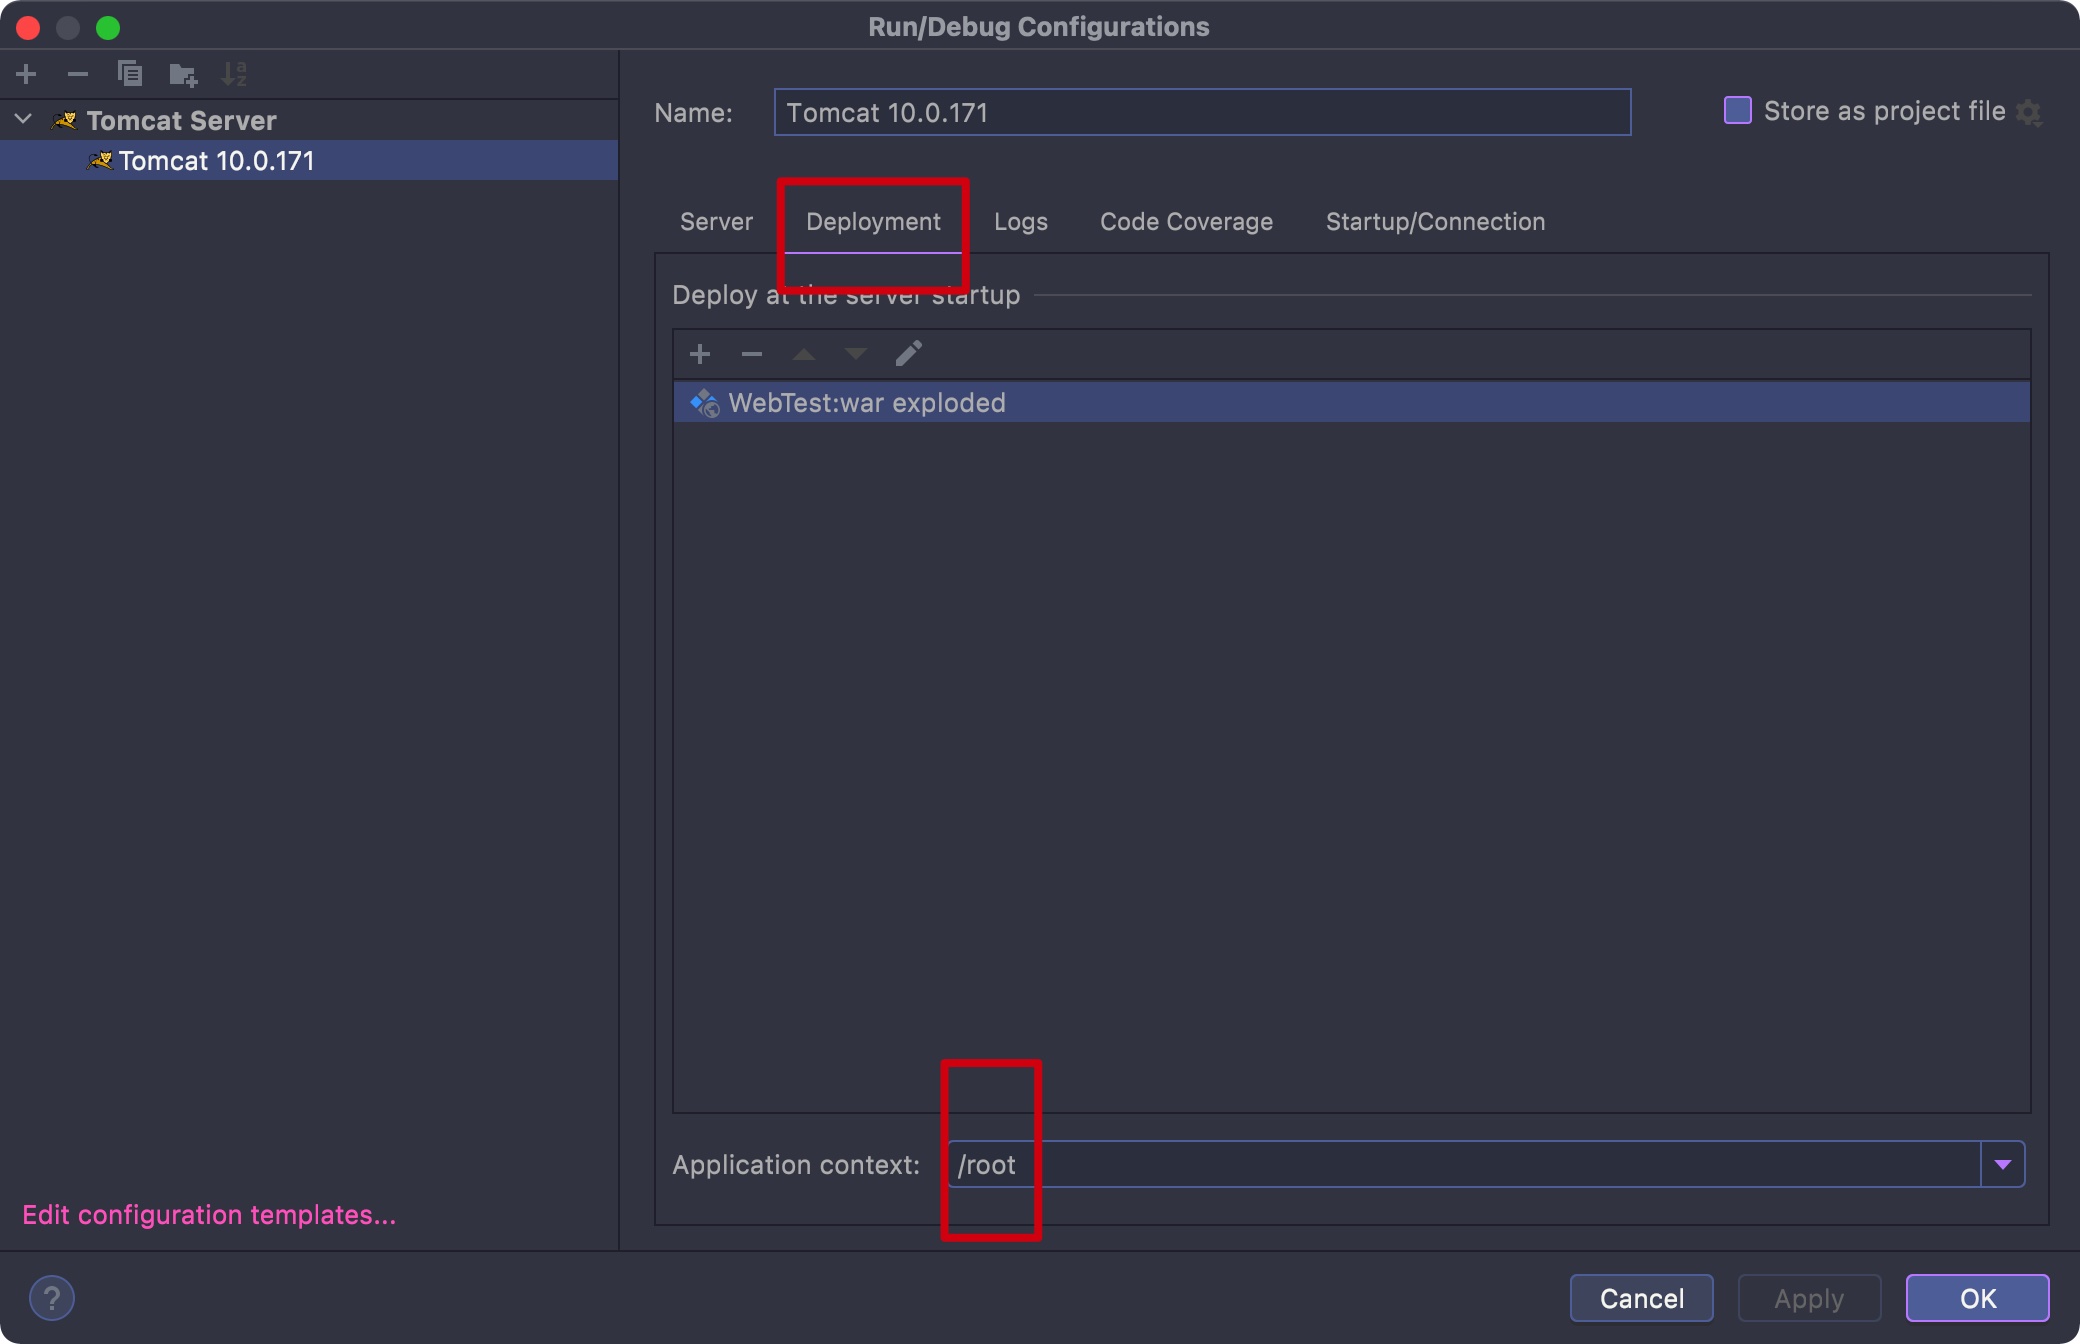 Run/Debug Configurations
Tomcat Server
Tomcat 10.0.171
Name: Tomcat 10.0.171 Store as project file
Server Deployment Logs Code Coverage Startup/Connection
Deploy at the server startup
WebTest:war exploded
Application context: /root
Edit configuration templates...
? Cancel Apply OK